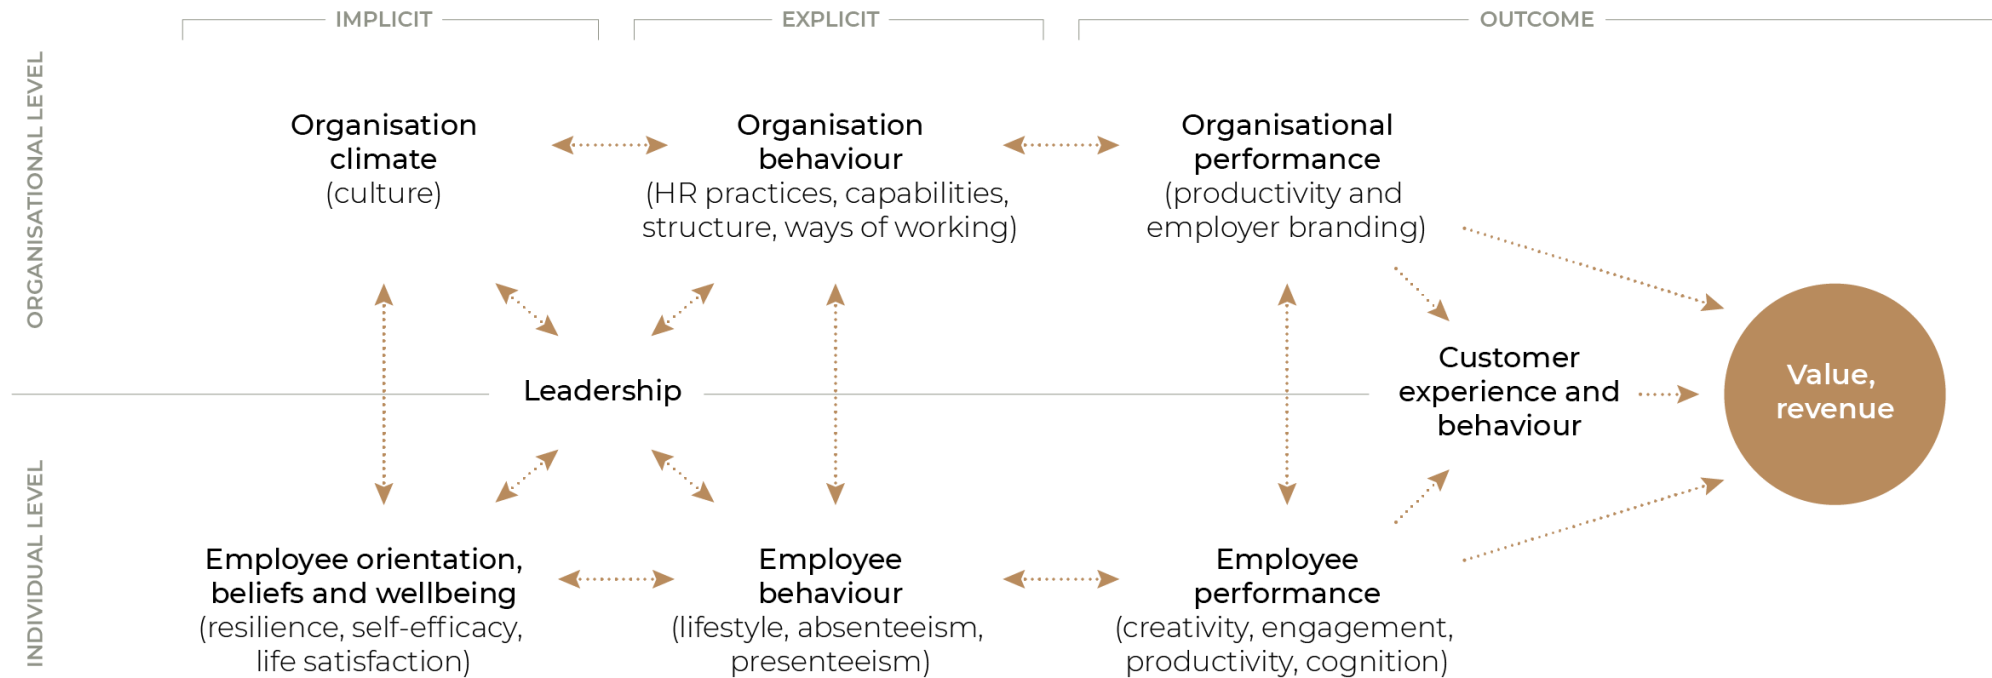 IMPLICIT
EXPLICIT
OUTCOME
ORGANISATIONAL LEVEL
Organisation
climate
(culture)
Organisation
behaviour
(HR practices, capabilities,
structure, ways of working)
Organisational
performance
(productivity and
employer branding)
Leadership
Customer
experience and
behaviour
Value,
revenue
INDIVIDUAL LEVEL
Employee orientation,
beliefs and wellbeing
(resilience, self-efficacy,
life satisfaction)
Employee
behaviour
(lifestyle, absenteeism,
presenteeism)
Employee
performance
(creativity, engagement,
productivity, cognition)